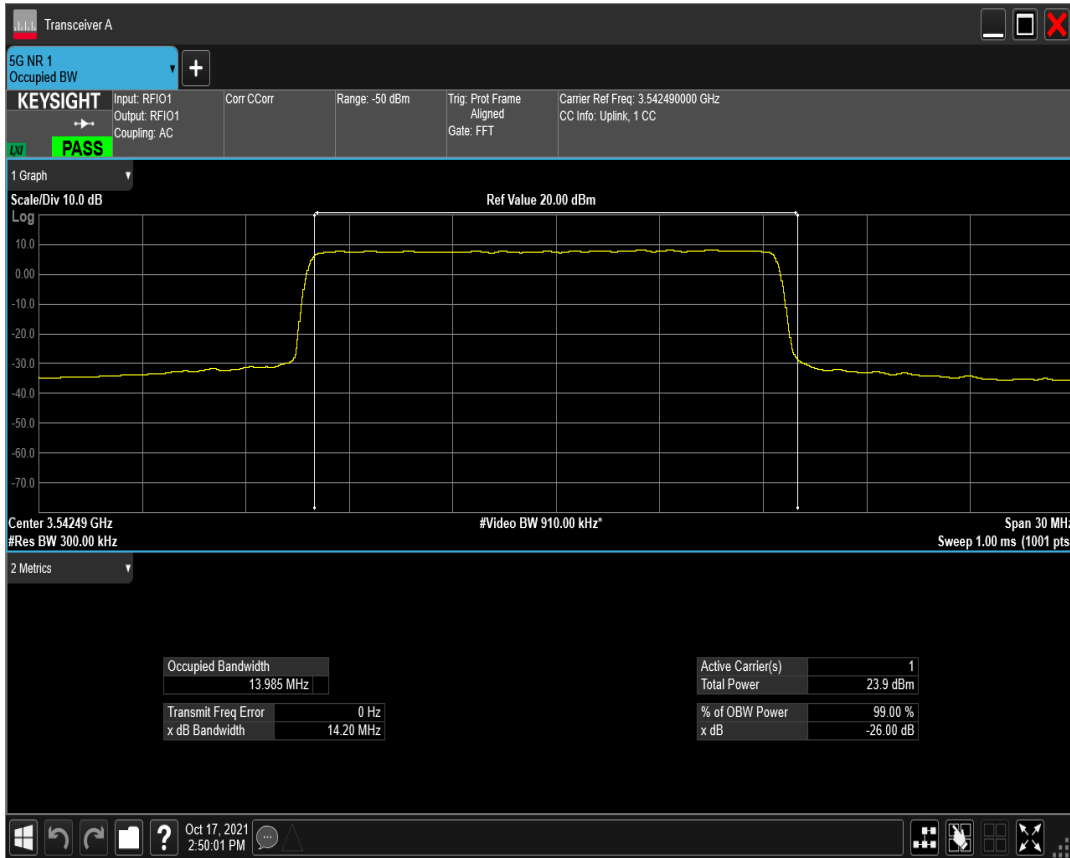 Transceiver A
5G NR 1
Occupied BW
+
KEYSIGHT
LXI
PASS
Input: RFIO1
Output: RFIO1
Coupling: AC
Corr CCorr
Range: -50 dBm
Trig: Prot Frame
Aligned
Gate: FFT
Carrier Ref Freq: 3.542490000 GHz
CC Info: Uplink, 1 CC
1 Graph
Scale/Div 10.0 dB
Ref Value 20.00 dBm
Log
10.0
0.00
-10.0
-20.0
-30.0
-40.0
-50.0
-60.0
-70.0
Center 3.54249 GHz
#Video BW 910.00 kHz*
Span 30 MHz
#Res BW 300.00 kHz
Sweep 1.00 ms (1001 pts
2 Metrics
Occupied Bandwidth
13.985 MHz
Transmit Freq Error 0 Hz
x dB Bandwidth 14.20 MHz
Active Carrier(s) 1
Total Power 23.9 dBm
% of OBW Power 99.00 %
x dB -26.00 dB
?
Oct 17, 2021
2:50:01 PM